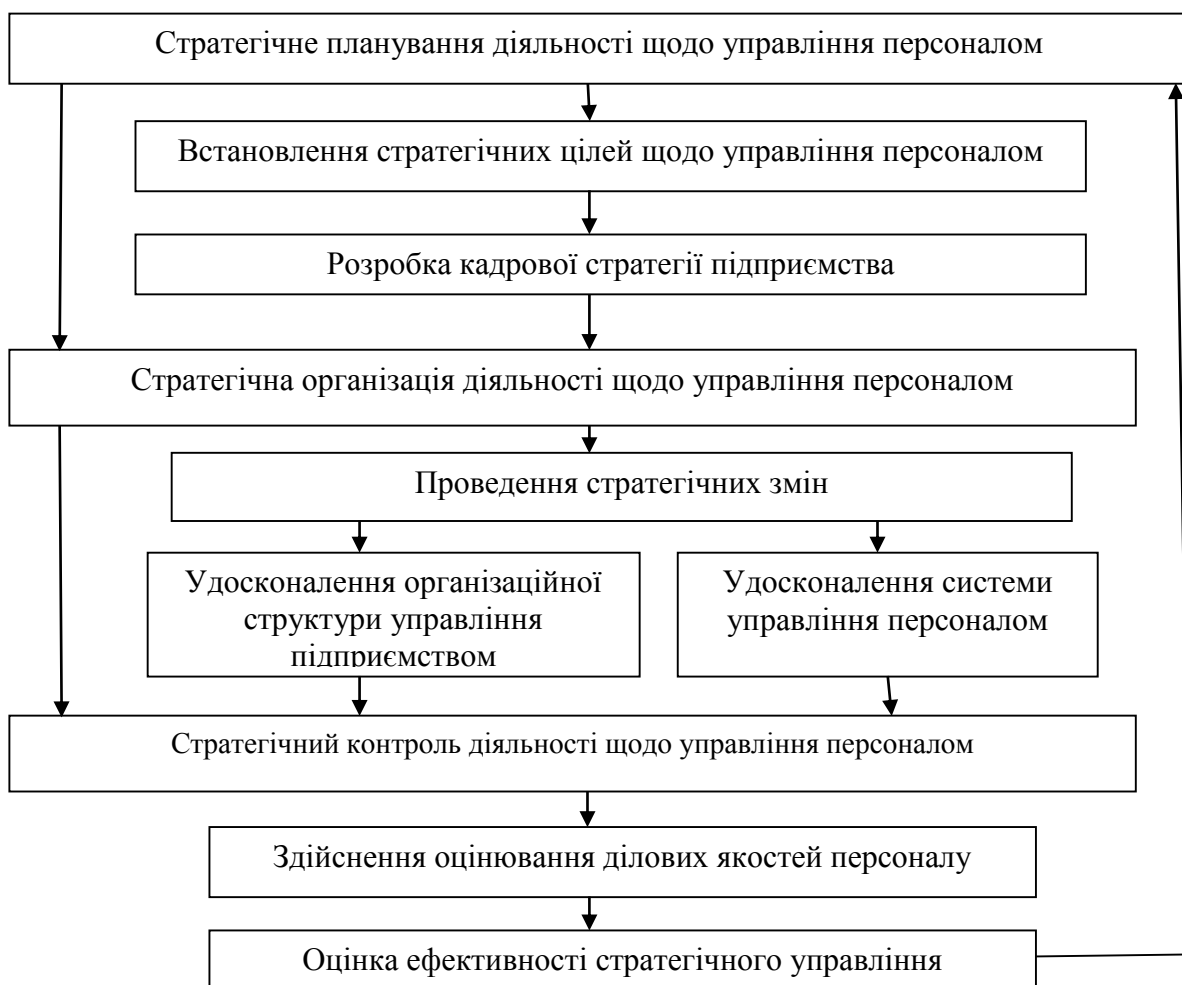 Стратегічне планування діяльності щодо управління персоналом
Встановлення стратегічних цілей щодо управління персоналом
Розробка кадрової стратегії підприємства
Стратегічна організація діяльності щодо управління персоналом
Проведення стратегічних змін
Удосконалення організаційної
структури управління
підприємством
Удосконалення системи
управління персоналом
Стратегічний контроль діяльності щодо управління персоналом
Здійснення оцінювання ділових якостей персоналу
Оцінка ефективності стратегічного управління